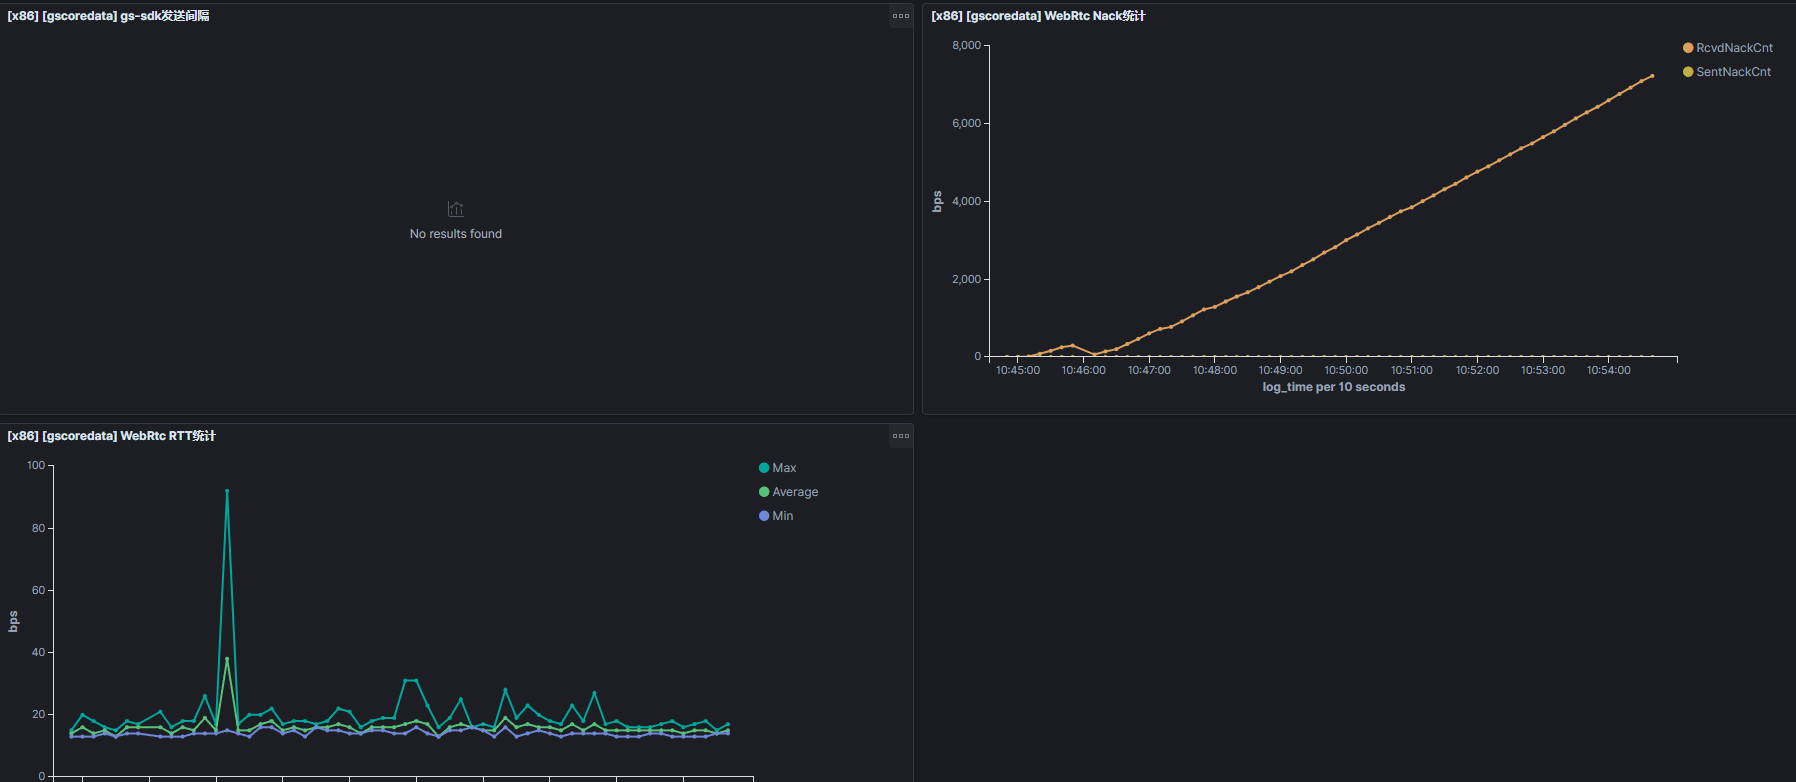 [x86] [gscoredata] gs-sdk发送间隔
No results found
[x86] [gscoredata] WebRtc Nack统计
8,000
6,000
4,000
2,000
0
bps
10:45:00 10:46:00 10:47:00 10:48:00 10:49:00 10:50:00 10:51:00 10:52:00 10:53:00 10:54:00
log_time per 10 seconds
RcvdNackCnt
SentNackCnt
[x86] [gscoredata] WebRtc RTT统计
100
80
60
40
20
0
bps
Max
Average
Min